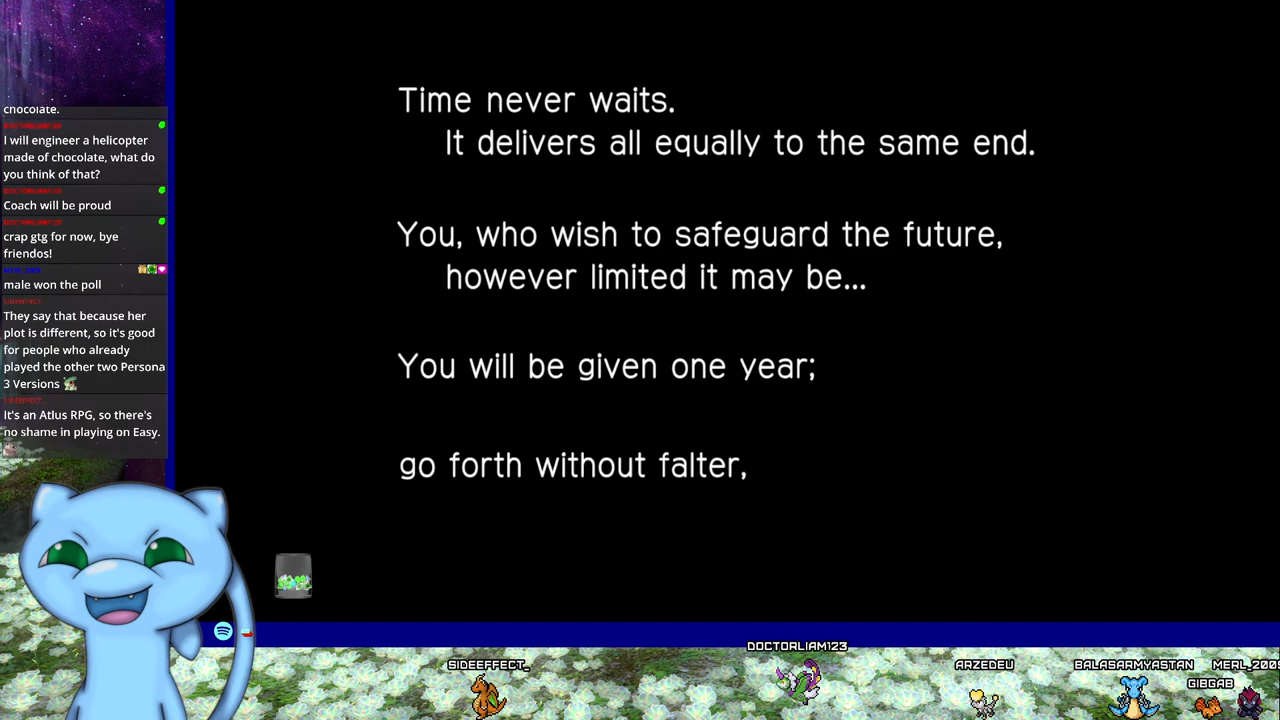 chocolate.
I will engineer a helicopter
made of chocolate, what do
you think of that?
Coach will be proud
crap gtg for now, bye
friendos!
male won the poll
They say that because her
plot is different, so it's good
for people who already
played the other two Persona
3 Versions
It's an Atlus RPG, so there's
no shame in playing on Easy.
Time never waits.
It delivers all equally to the same end.
You, who wish to safeguard the future,
however limited it may be...
You will be given one year;
go forth without falter,
DOCTORLIAM123
SIDEEFFECT_
ARZEDEU
BALASARMYASTAN
MERL_2009
GIBGAB